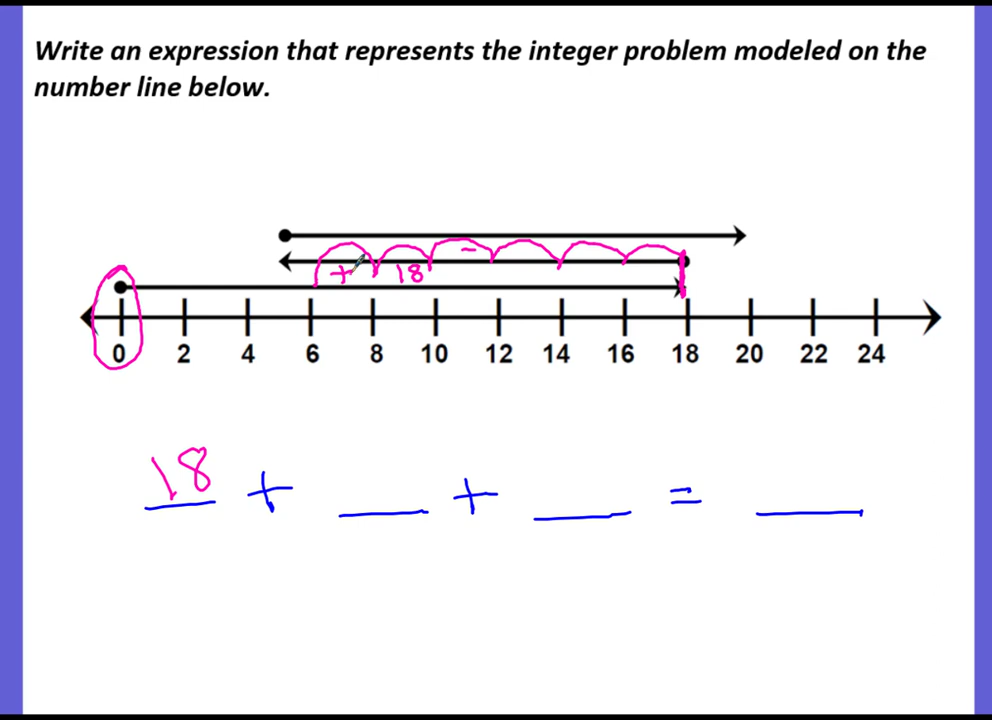 Write an expression that represents the integer problem modeled on the
number line below.
+ 18 -
0 2 4 6 8 10 12 14 16 18 20 22 24
18 + ___ + ___ = ___